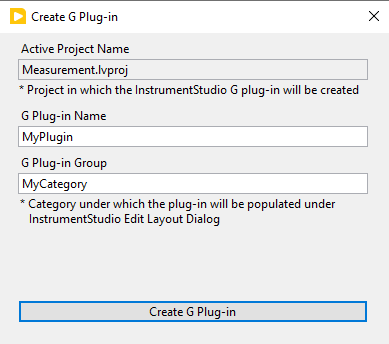 Create G Plug-in
Active Project Name
Measurement.lvproj
* Project in which the InstrumentStudio G plug-in will be created
G Plug-in Name
MyPlugin
G Plug-in Group
MyCategory
* Category under which the plug-in will be populated under
InstrumentStudio Edit Layout Dialog
Create G Plug-in